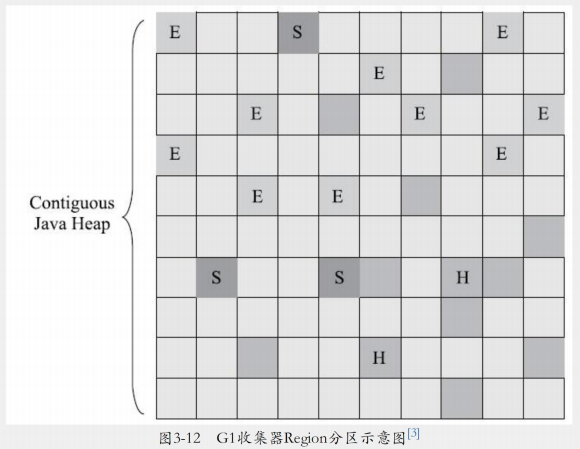 E S E
E
E E E
Contiguous
Java Heap
E E
E E
S S H
H
图3-12 G1收集器Region分区示意图[3]